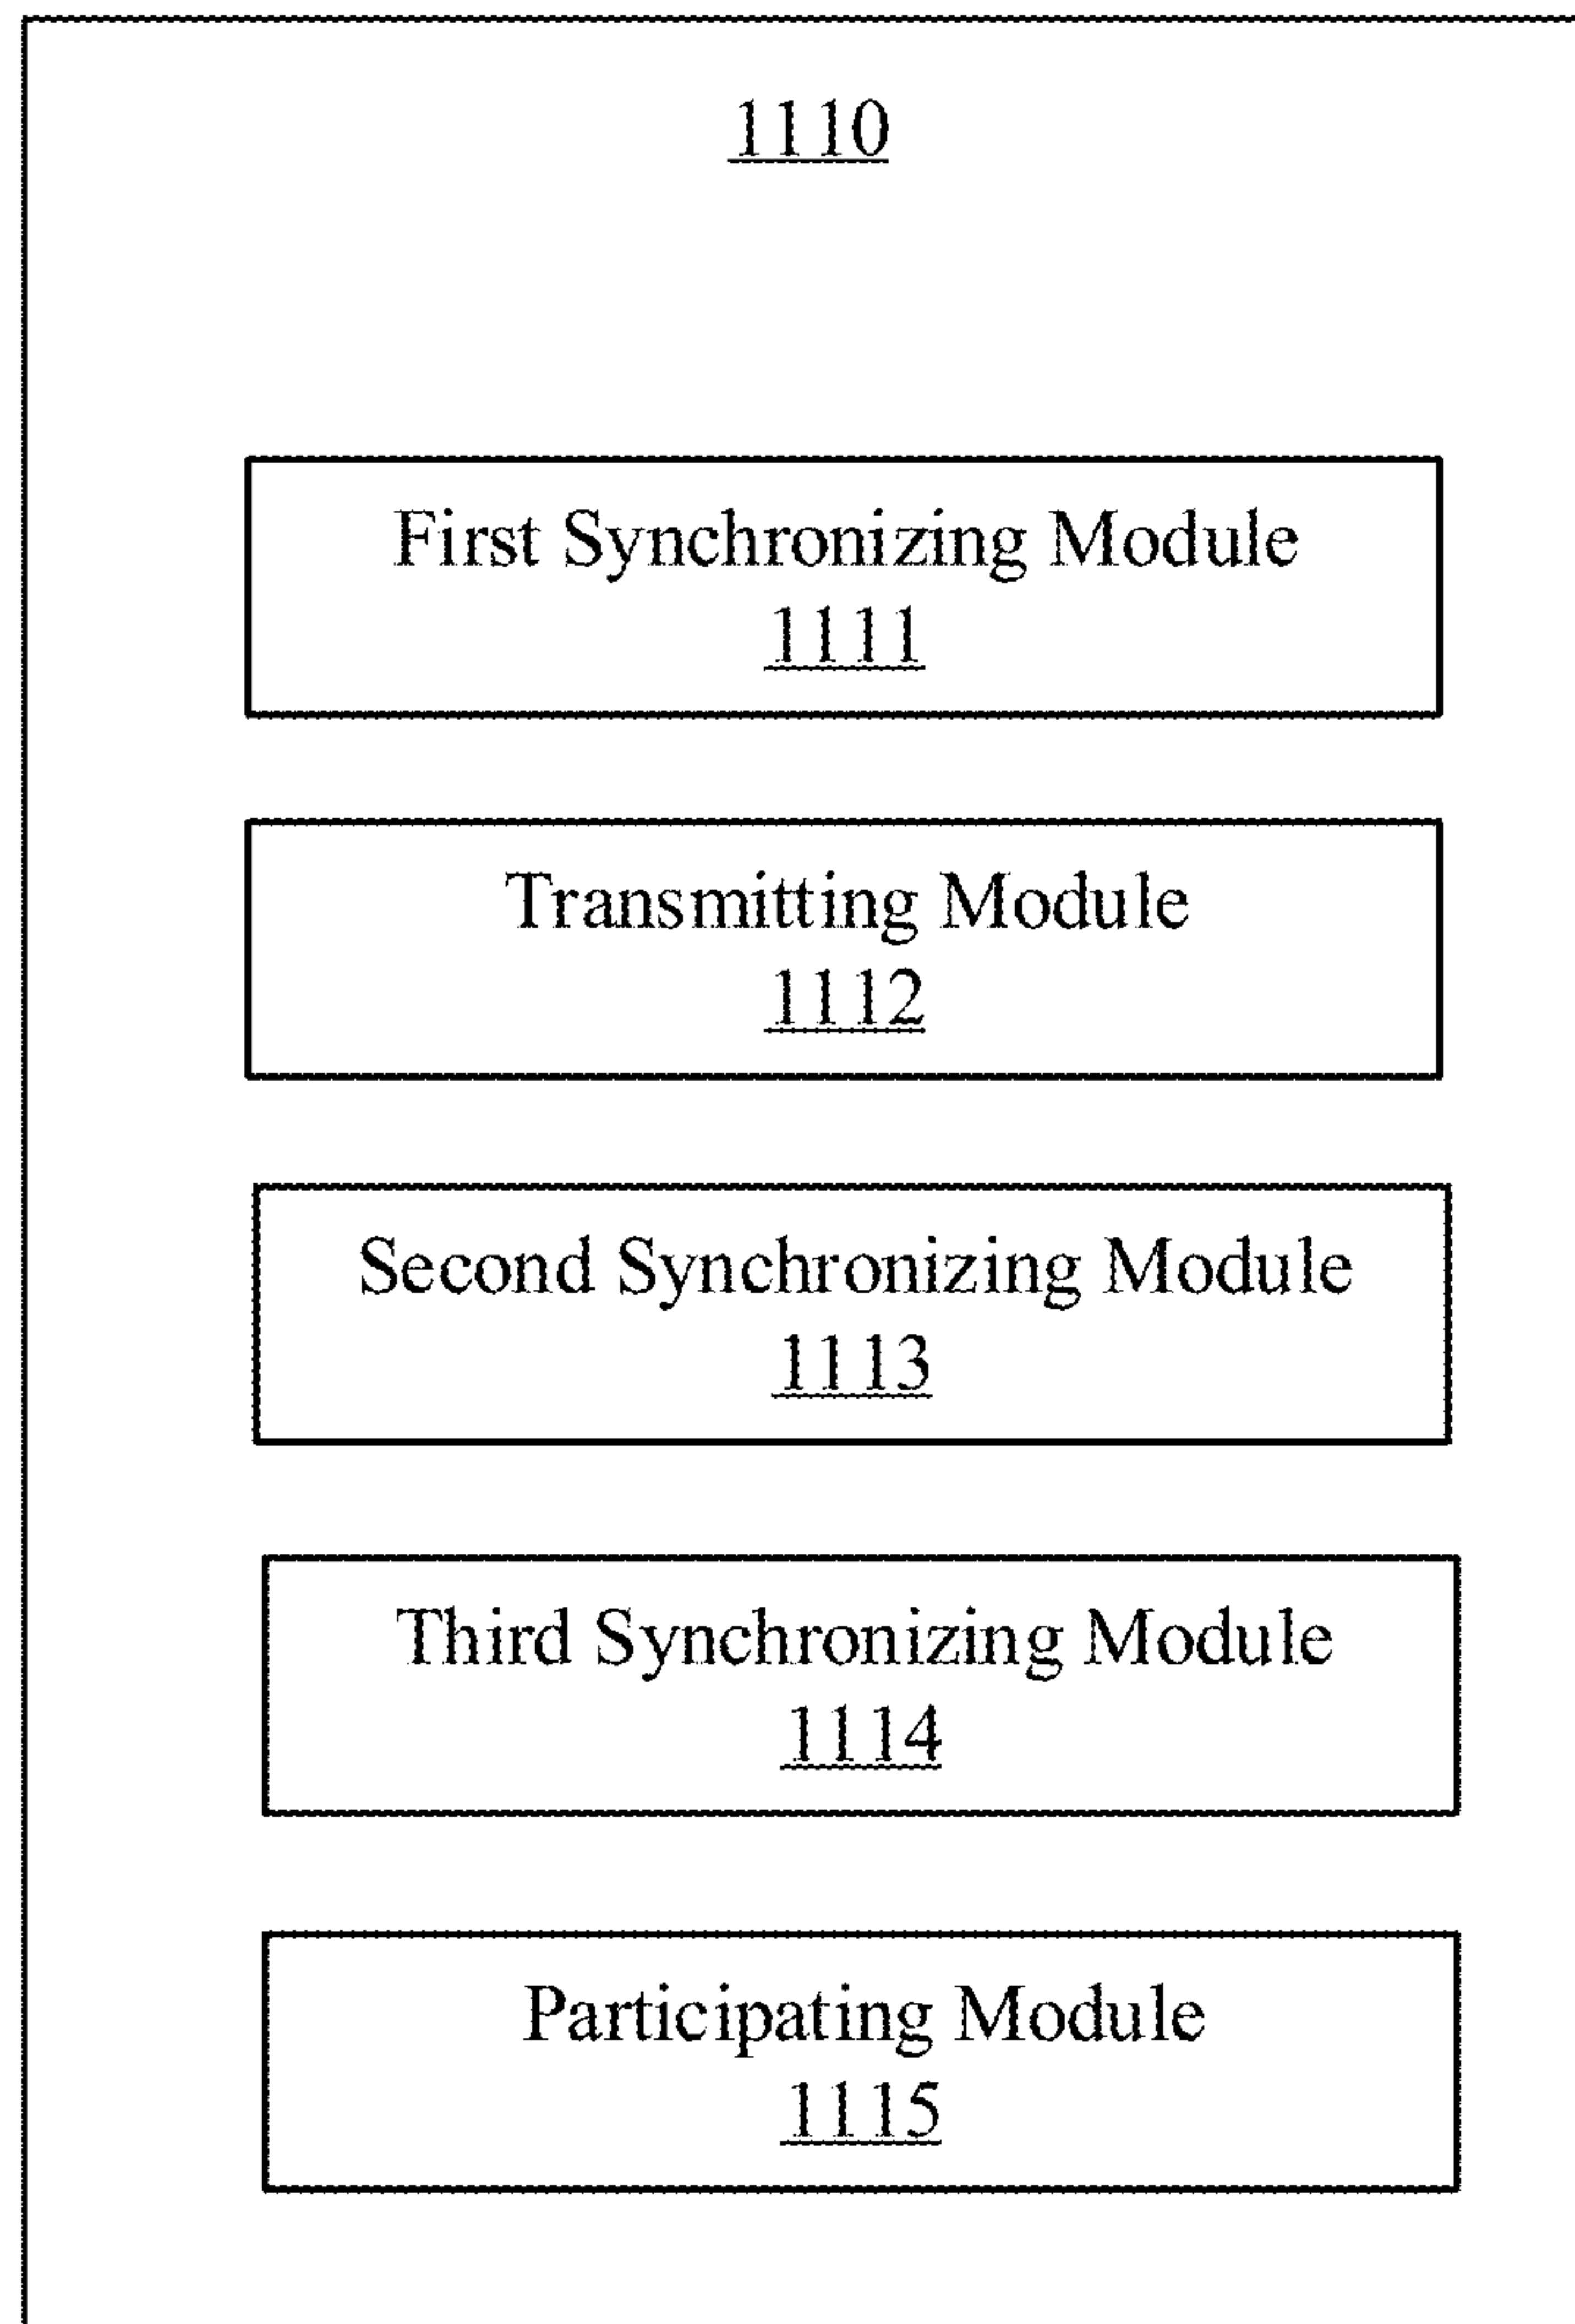 1110
First Synchronizing Module
1111
Transmitting Module
1112
Second Synchronizing Module
1113
Third Synchronizing Module
1114
Participating Module
1115